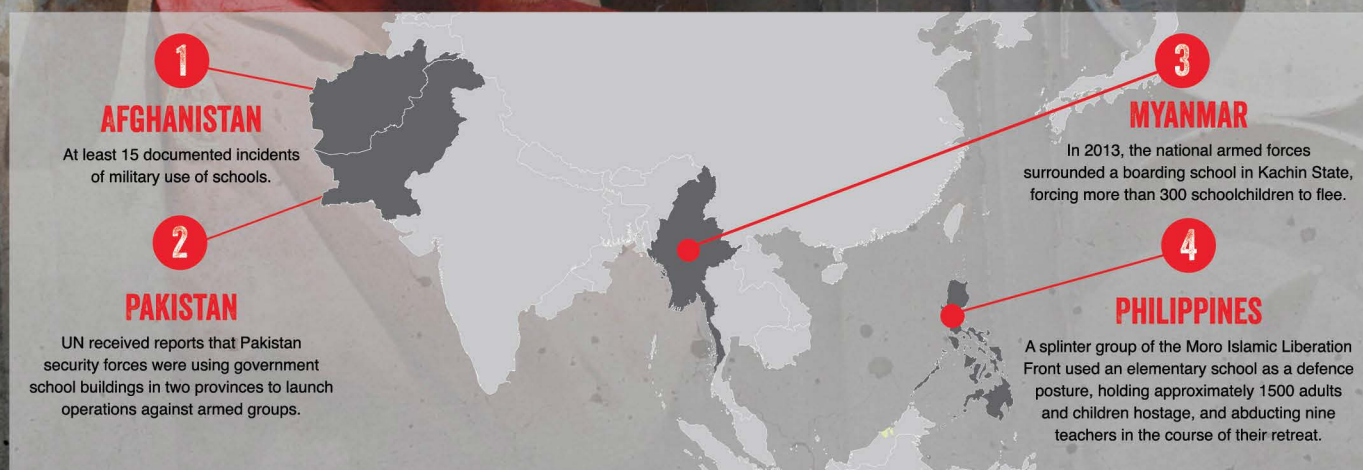 1
AFGHANISTAN
At least 15 documented incidents
of military use of schools.
2
PAKISTAN
UN received reports that Pakistan
security forces were using government
school buildings in two provinces to launch
operations against armed groups.
3
MYANMAR
In 2013, the national armed forces
surrounded a boarding school in Kachin State,
forcing more than 300 schoolchildren to flee.
4
PHILIPPINES
A splinter group of the Moro Islamic Liberation
Front used an elementary school as a defence
posture, holding approximately 1500 adults
and children hostage, and abducting nine
teachers in the course of their retreat.